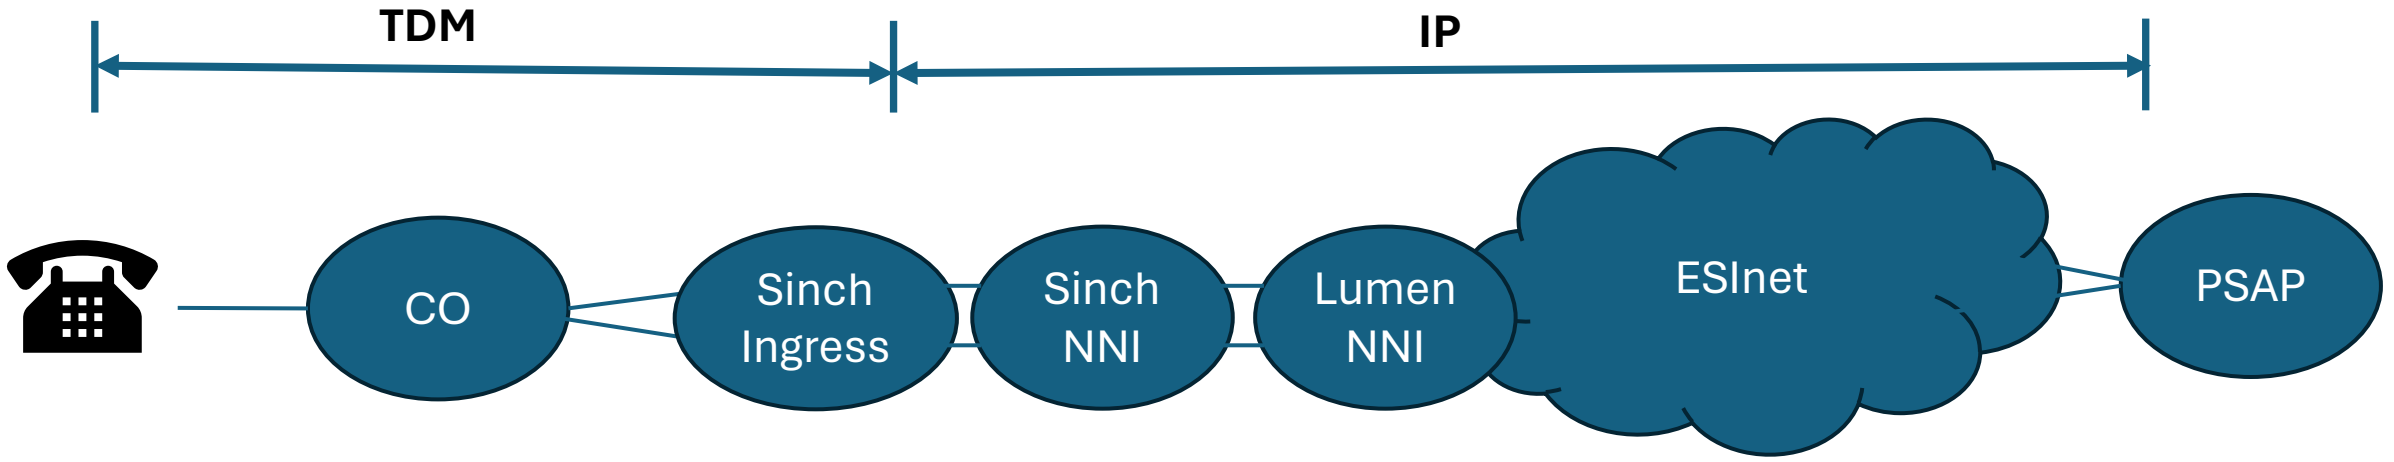 TDM
IP
CO
Sinch
Ingress
Sinch
NNI
Lumen
NNI
ESInet
PSAP